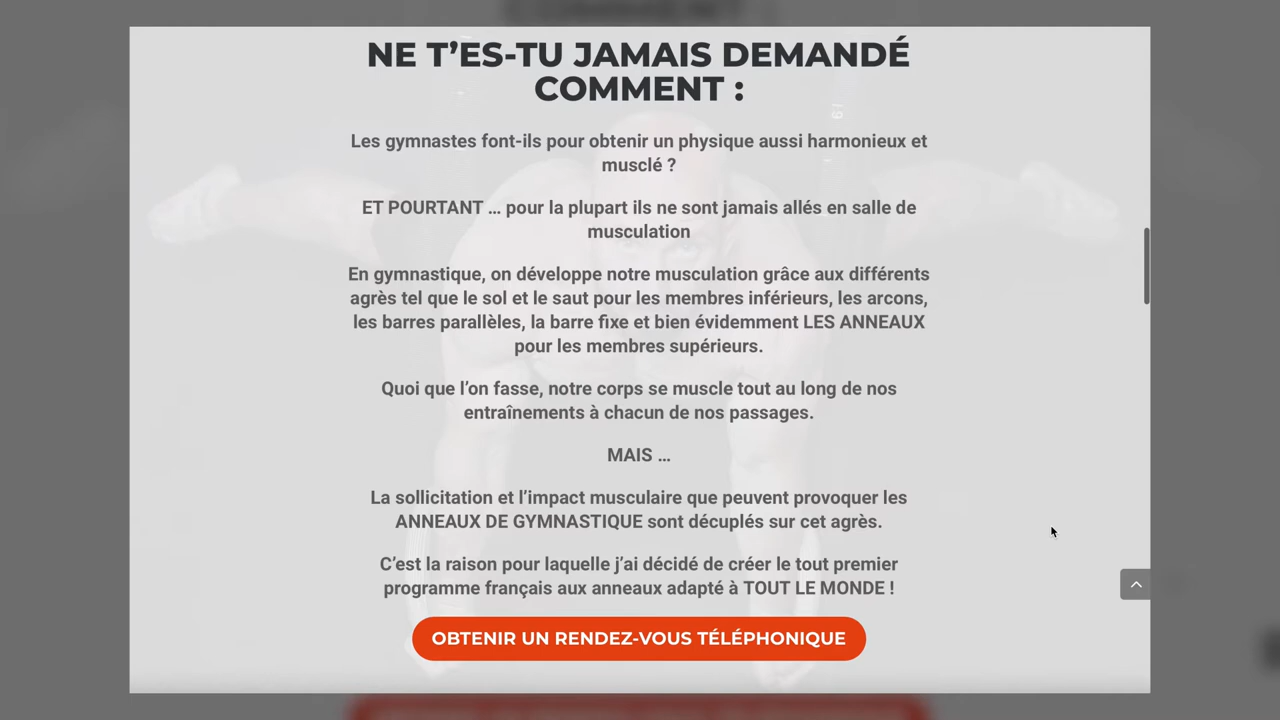 NE T’ES-TU JAMAIS DEMANDÉ
COMMENT :
Les gymnastes font-ils pour obtenir un physique aussi harmonieux et
musclé ?
ET POURTANT … pour la plupart ils ne sont jamais allés en salle de
musculation
En gymnastique, on développe notre musculation grâce aux différents
agrès tel que le sol et le saut pour les membres inférieurs, les arcons,
les barres parallèles, la barre fixe et bien évidemment LES ANNEAUX
pour les membres supérieurs.
Quoi que l’on fasse, notre corps se muscle tout au long de nos
entraînements à chacun de nos passages.
MAIS …
La sollicitation et l’impact musculaire que peuvent provoquer les
ANNEAUX DE GYMNASTIQUE sont décuplés sur cet agrès.
C’est la raison pour laquelle j’ai décidé de créer le tout premier
programme français aux anneaux adapté à TOUT LE MONDE !
OBTENIR UN RENDEZ-VOUS TÉLÉPHONIQUE